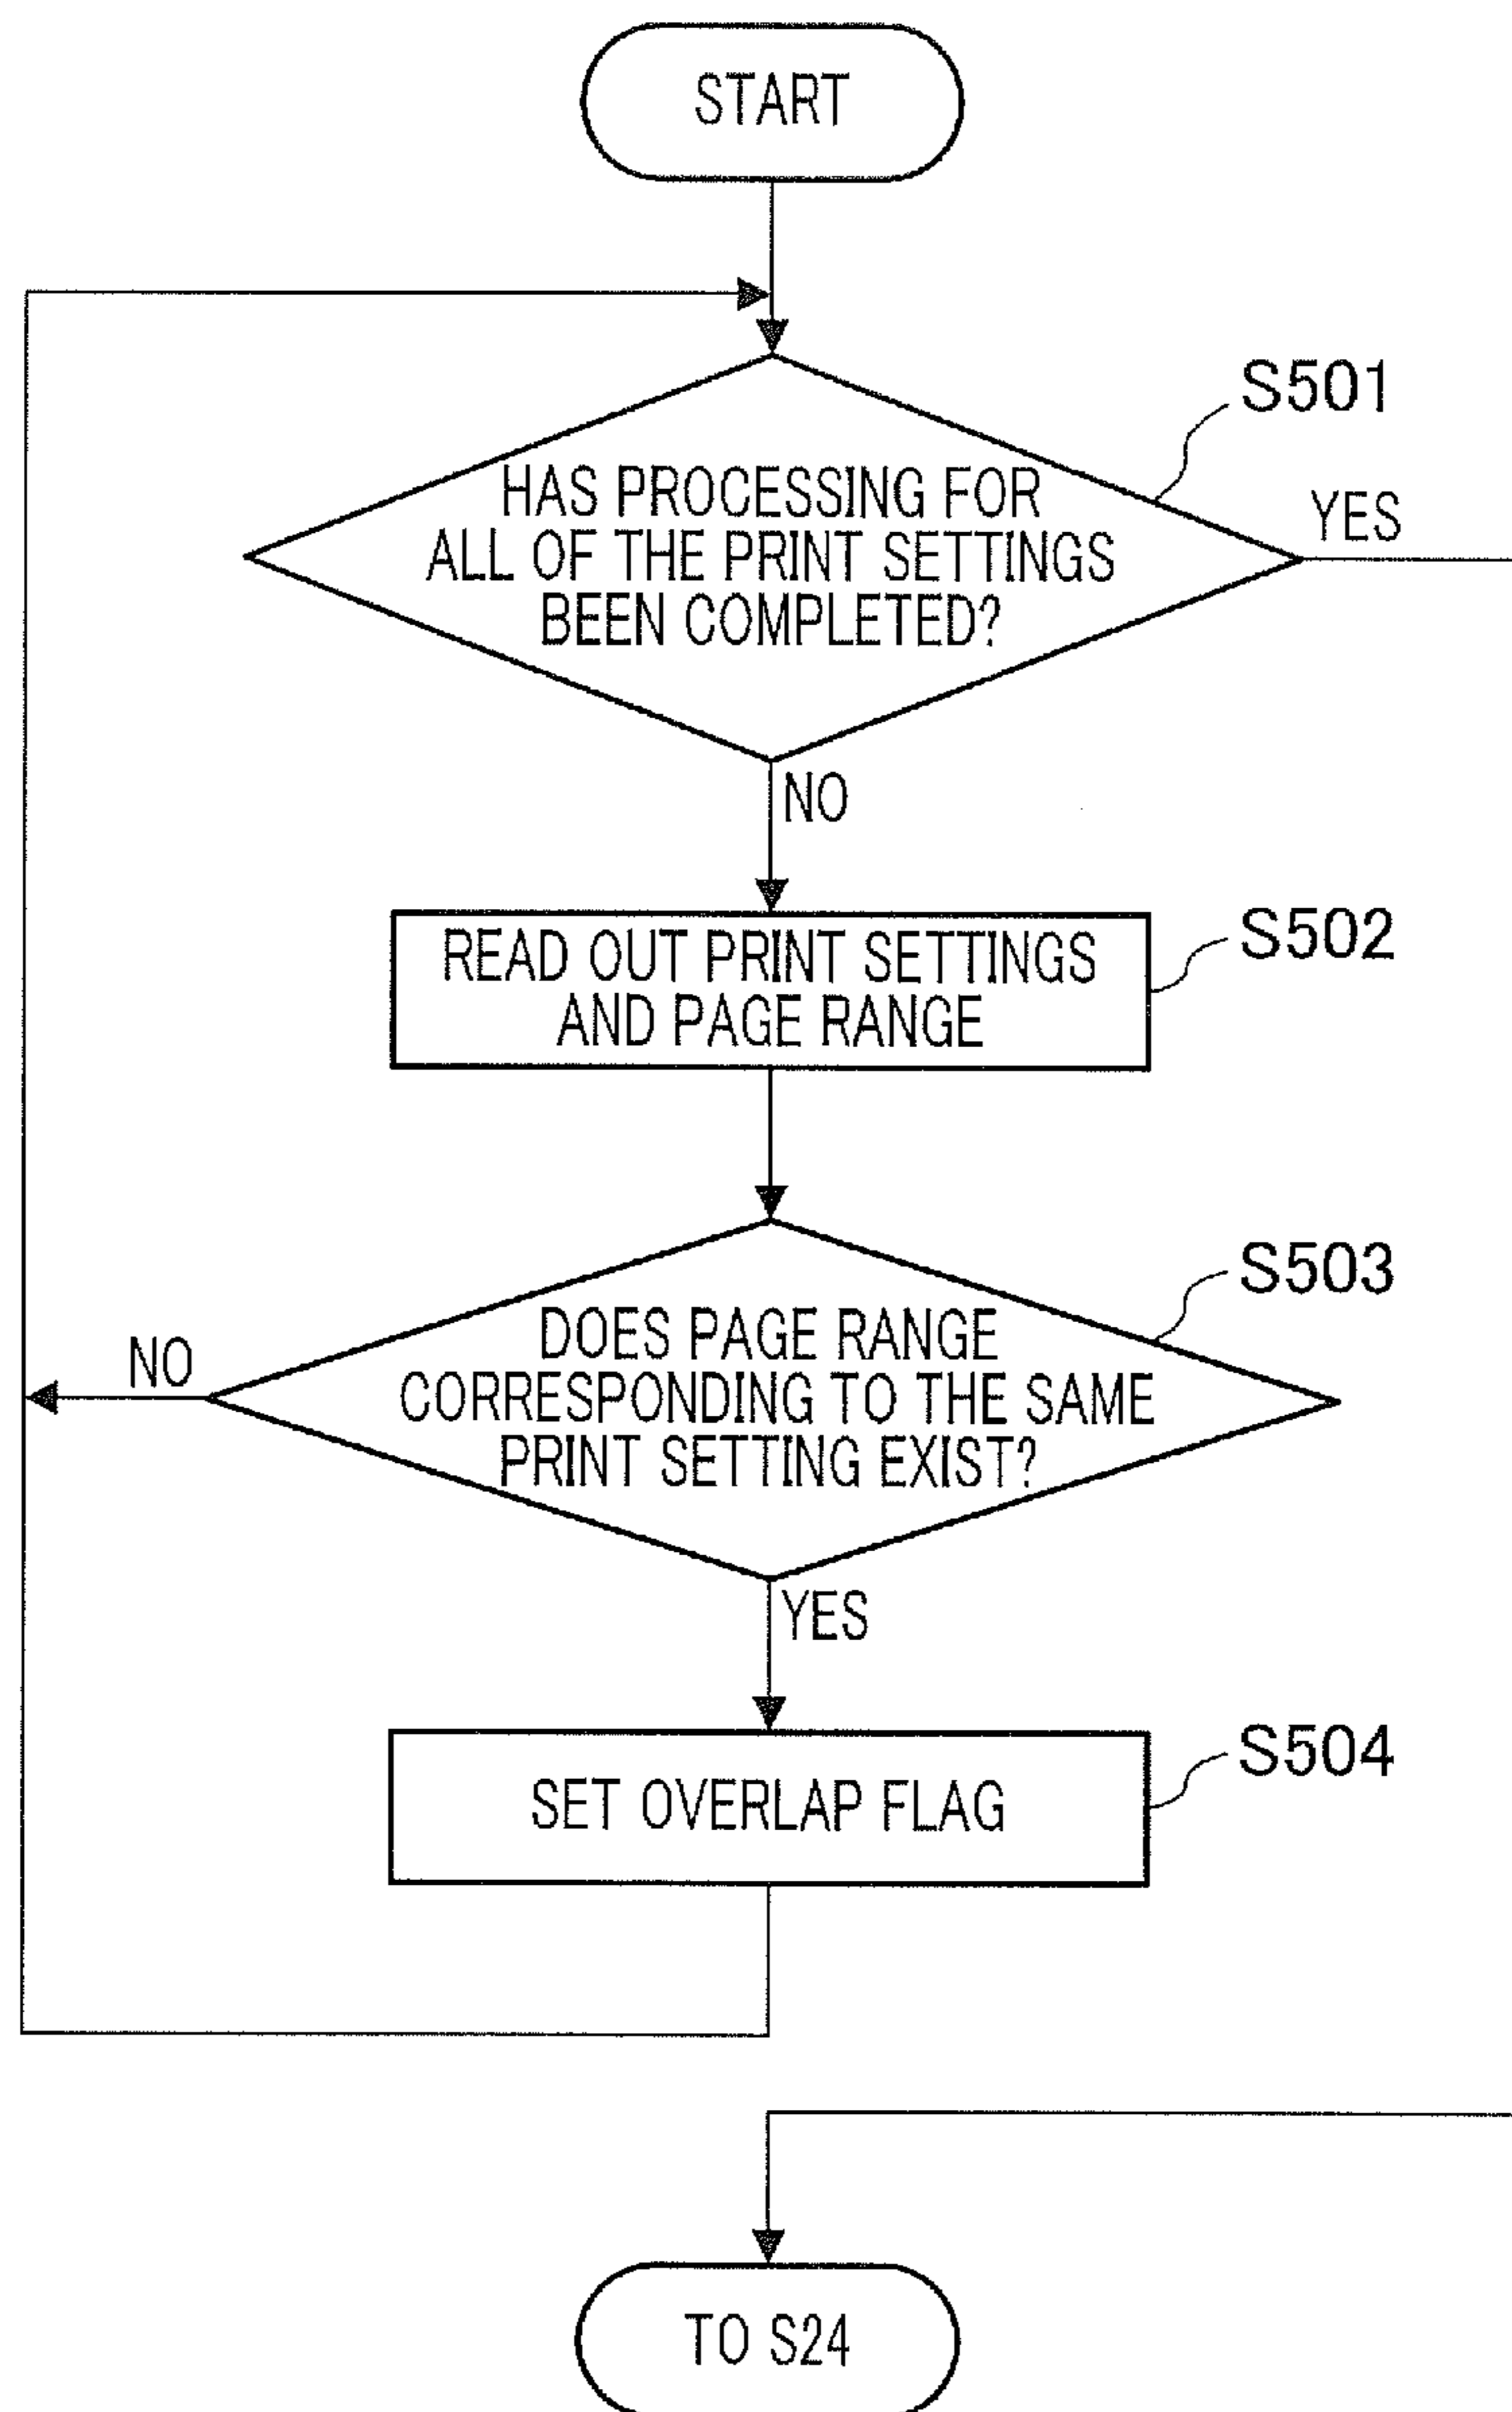 START
S501
HAS PROCESSING FOR
ALL OF THE PRINT SETTINGS
BEEN COMPLETED?
YES
NO
S502
READ OUT PRINT SETTINGS
AND PAGE RANGE
S503
DOES PAGE RANGE
CORRESPONDING TO THE SAME
PRINT SETTING EXIST?
NO
YES
S504
SET OVERLAP FLAG
TO S24